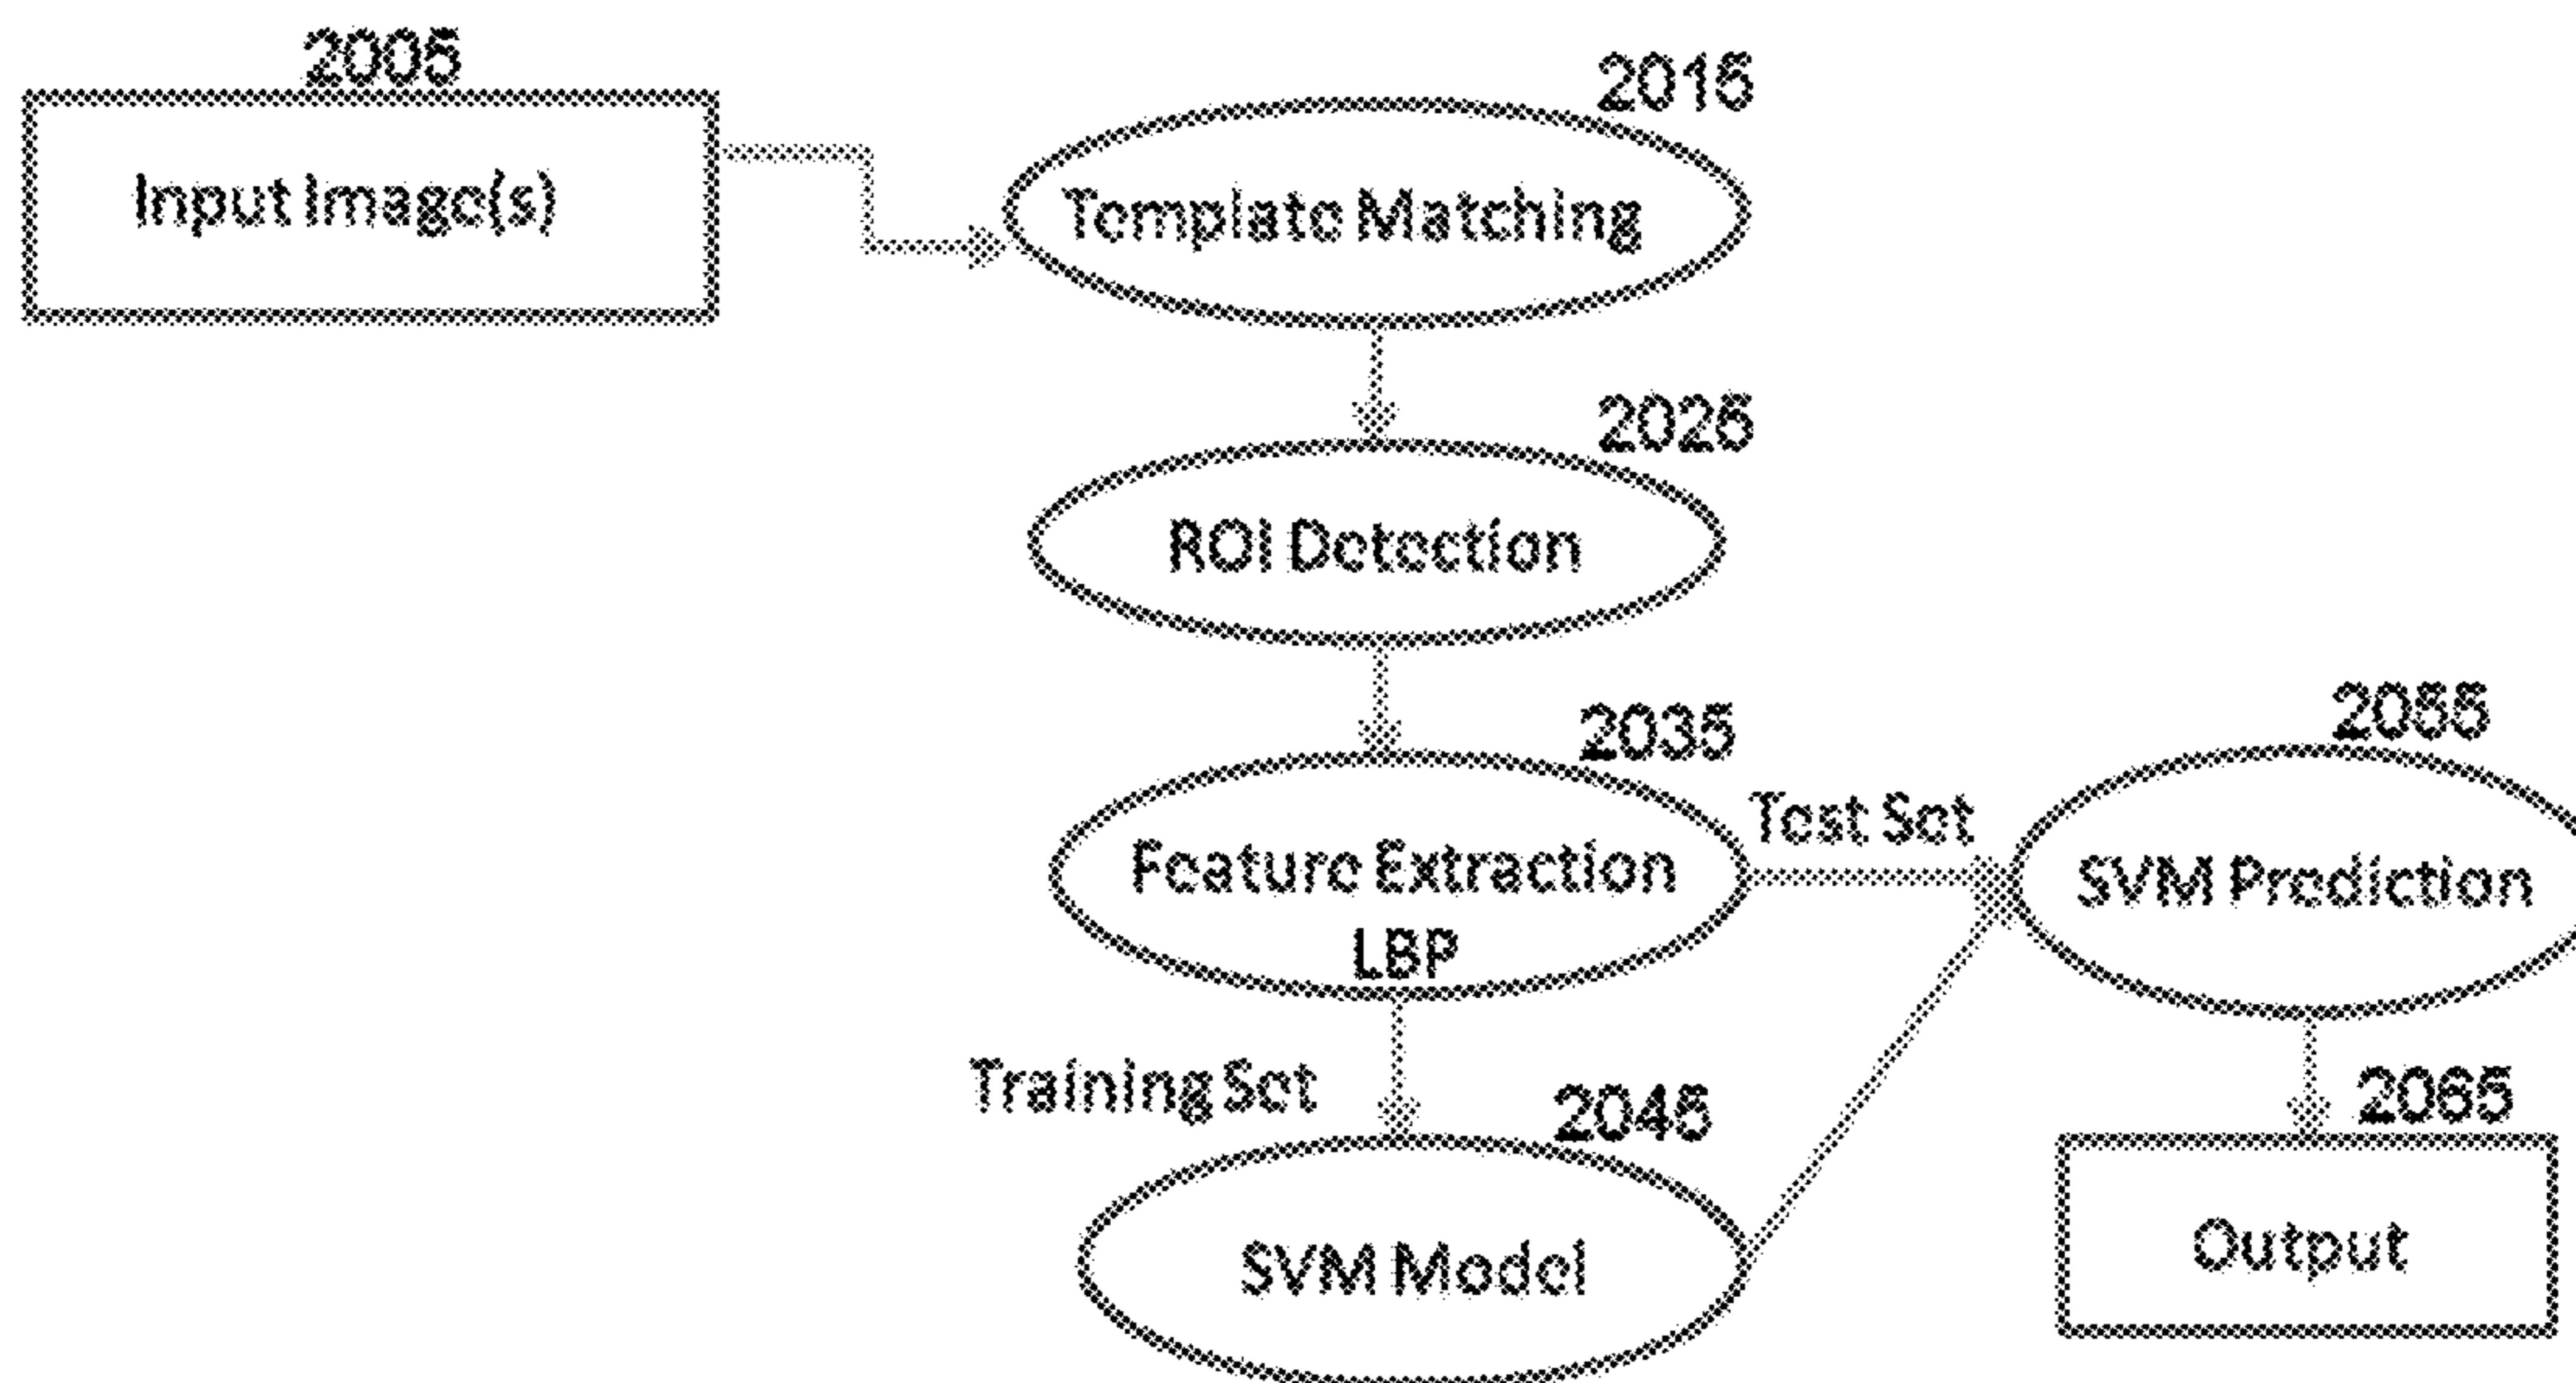 2005
Input Image(s)
2015
Template Matching
2025
ROI Detection
2035
Feature Extraction
LBP
Test Set
2055
SVM Prediction
Training Set
2045
SVM Model
2065
Output